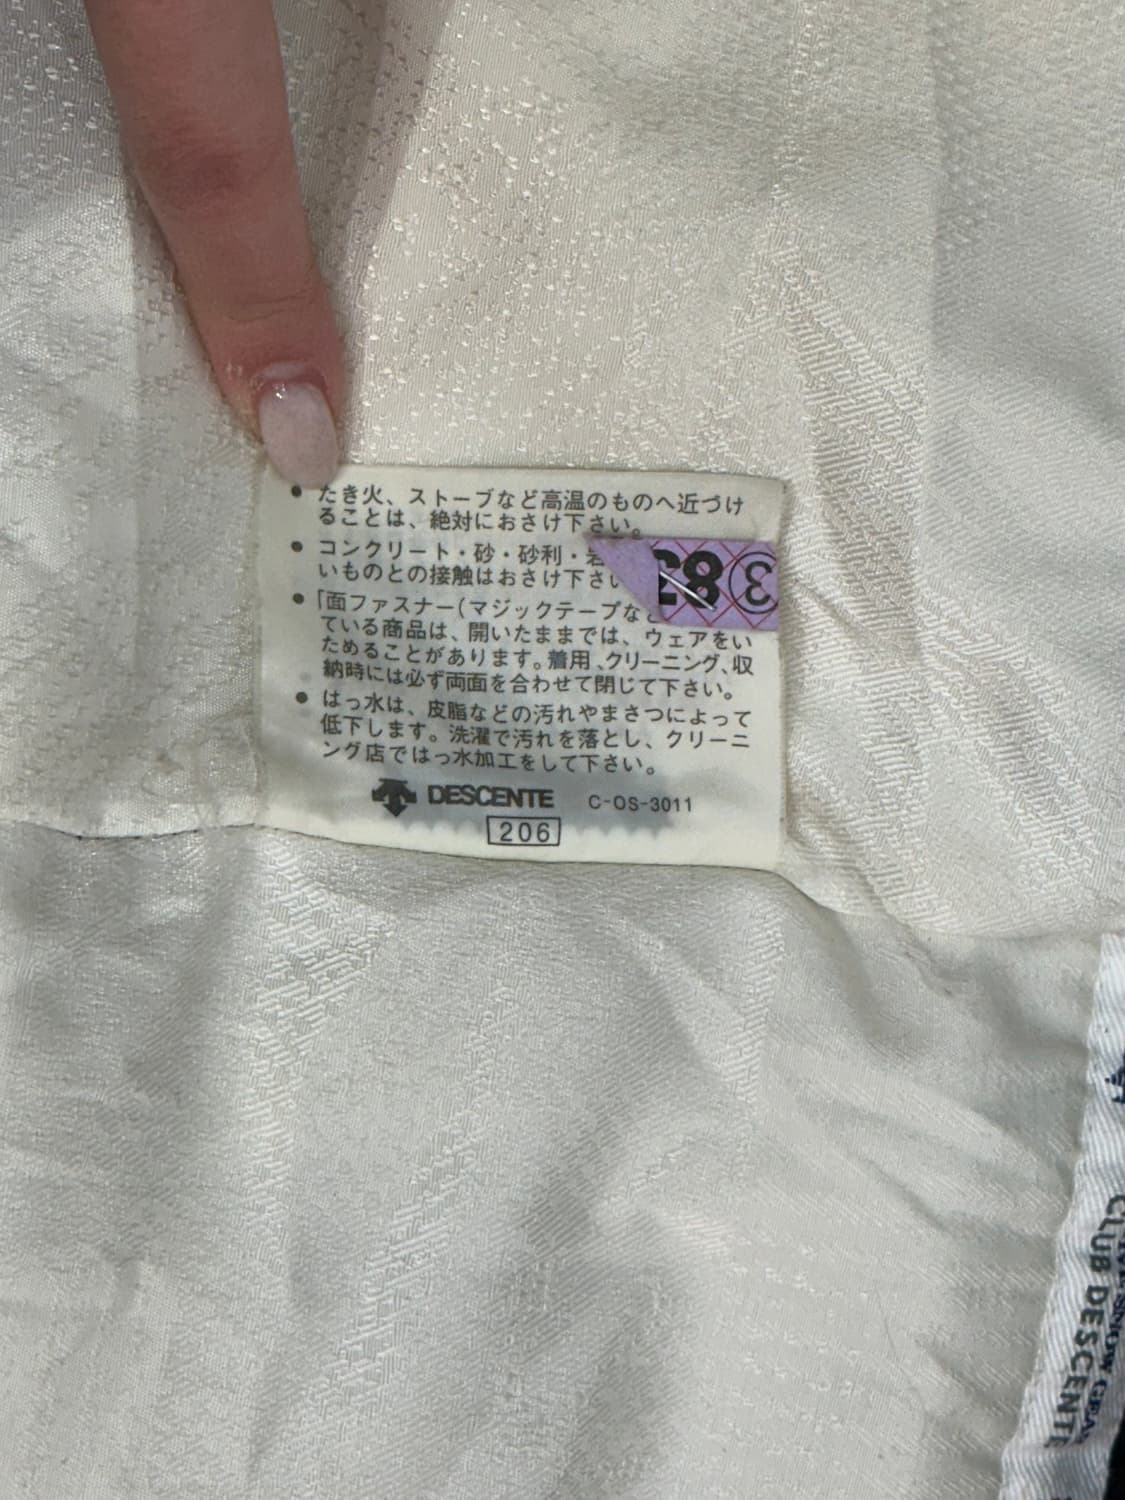 • たき火、ストーブなど高温のものへ近づけ
ることは、絶対におさけ下さい。
• コンクリート・砂・砂利・岩
いものとの接触はおさけ下さい
• 「面ファスナー(マジックテープなど
ている商品は、開いたままでは、ウェアをい
ためることがあります。着用、クリーニング、収
納時には必ず両面を合わせて閉じて下さい。
• はっ水は、皮脂などの汚れやまさつによって
低下します。洗濯で汚れを落とし、クリーニ
ング店ではっ水加工をして下さい。
DESCENTE C-OS-3011
206
CLUB DESCENTE